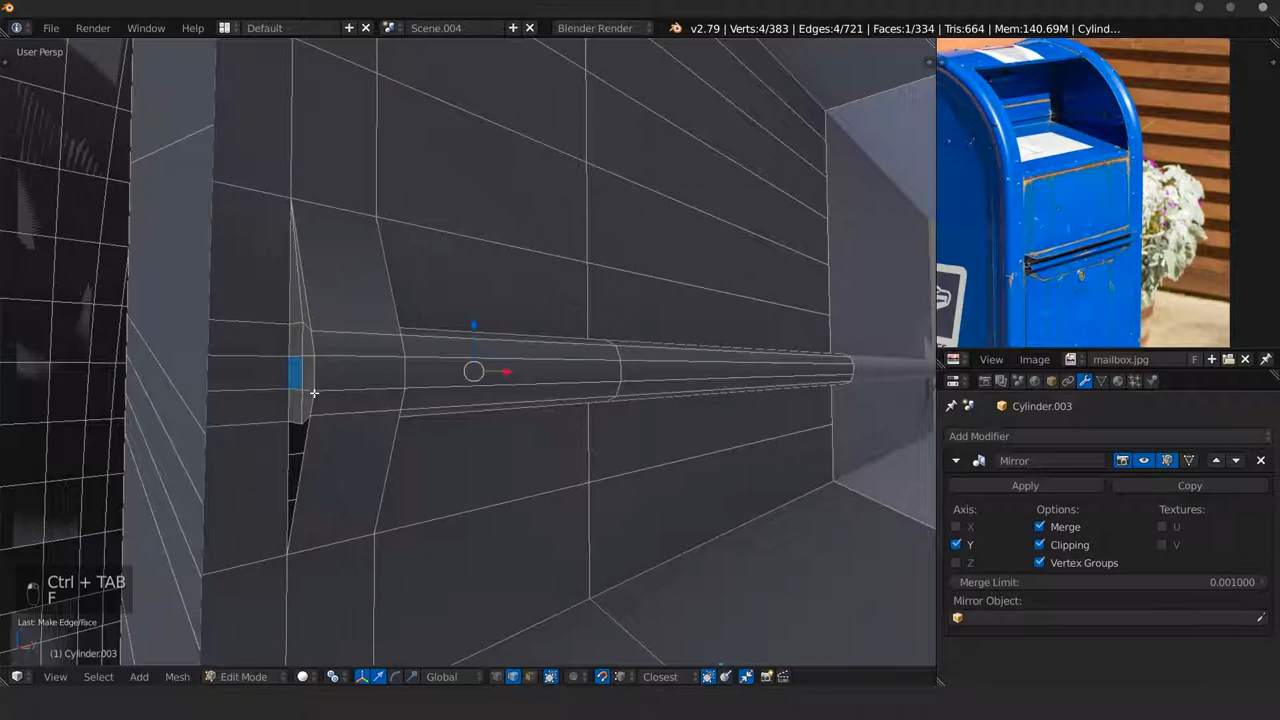 File Render Window Help Default Scene.004 Blender Render v2.79 | Verts:4/383 | Edges:4/721 | Faces:1/334 | Tris:664 | Mem:140.69M | Cylind...
User Persp
View Image mailbox.jpg F
Cylinder.003
Add Modifier
Mirror
Apply Copy
Axis: Options: Textures:
X Merge U
Y Clipping V
Z Vertex Groups
Merge Limit: 0.001000
Mirror Object:
Ctrl + TAB
F
Last: Make Edge/Face
(1) Cylinder.003
View Select Add Mesh Edit Mode Global Closest